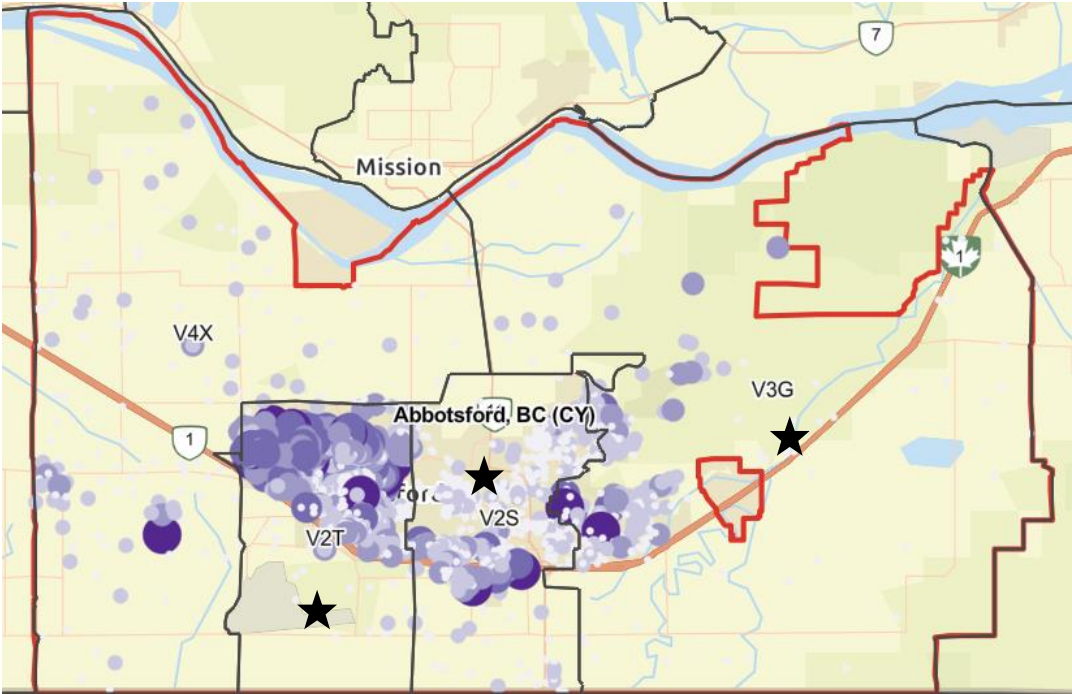 7
Mission
V4X
V3G
1
Abbotsford, BC (CY)
1
V2S
V2T